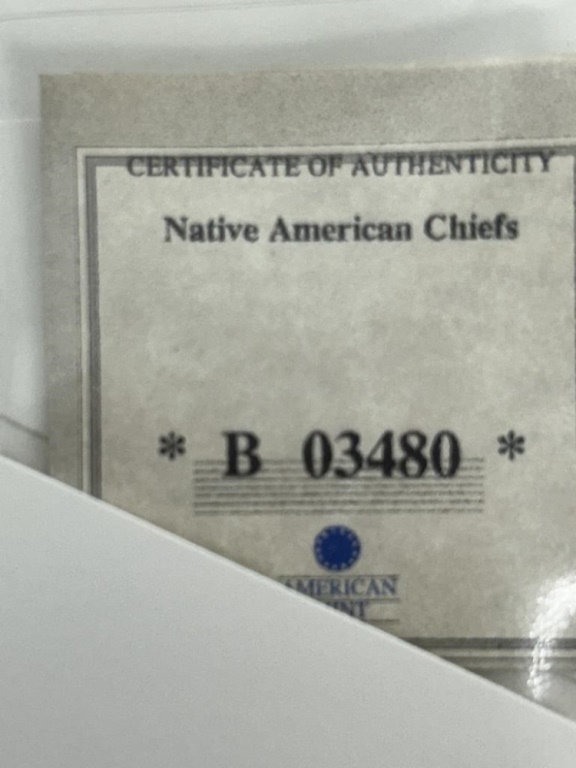 CERTIFICATE OF AUTHENTICITY
Native American Chiefs
* B 03480 *
AMERICAN